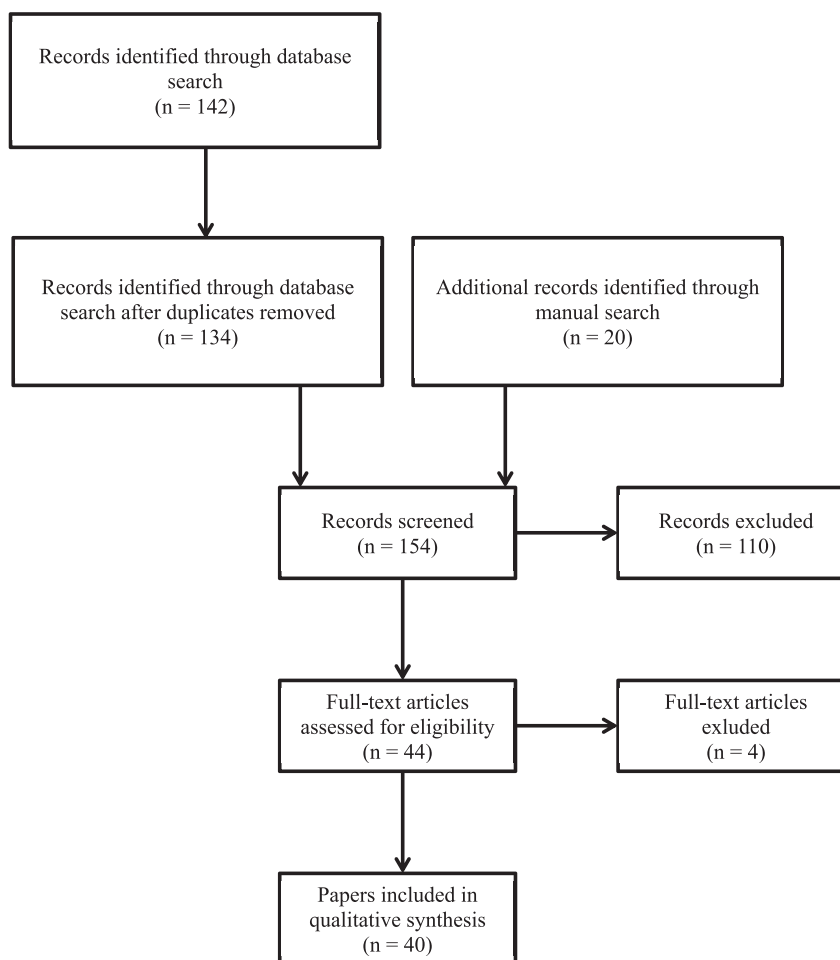 Records identified through database
search
(n = 142)
Records identified through database
search after duplicates removed
(n = 134)
Additional records identified through
manual search
(n = 20)
Records screened
(n = 154)
Records excluded
(n = 110)
Full-text articles
assessed for eligibility
(n = 44)
Full-text articles
exluded
(n = 4)
Papers included in
qualitative synthesis
(n = 40)